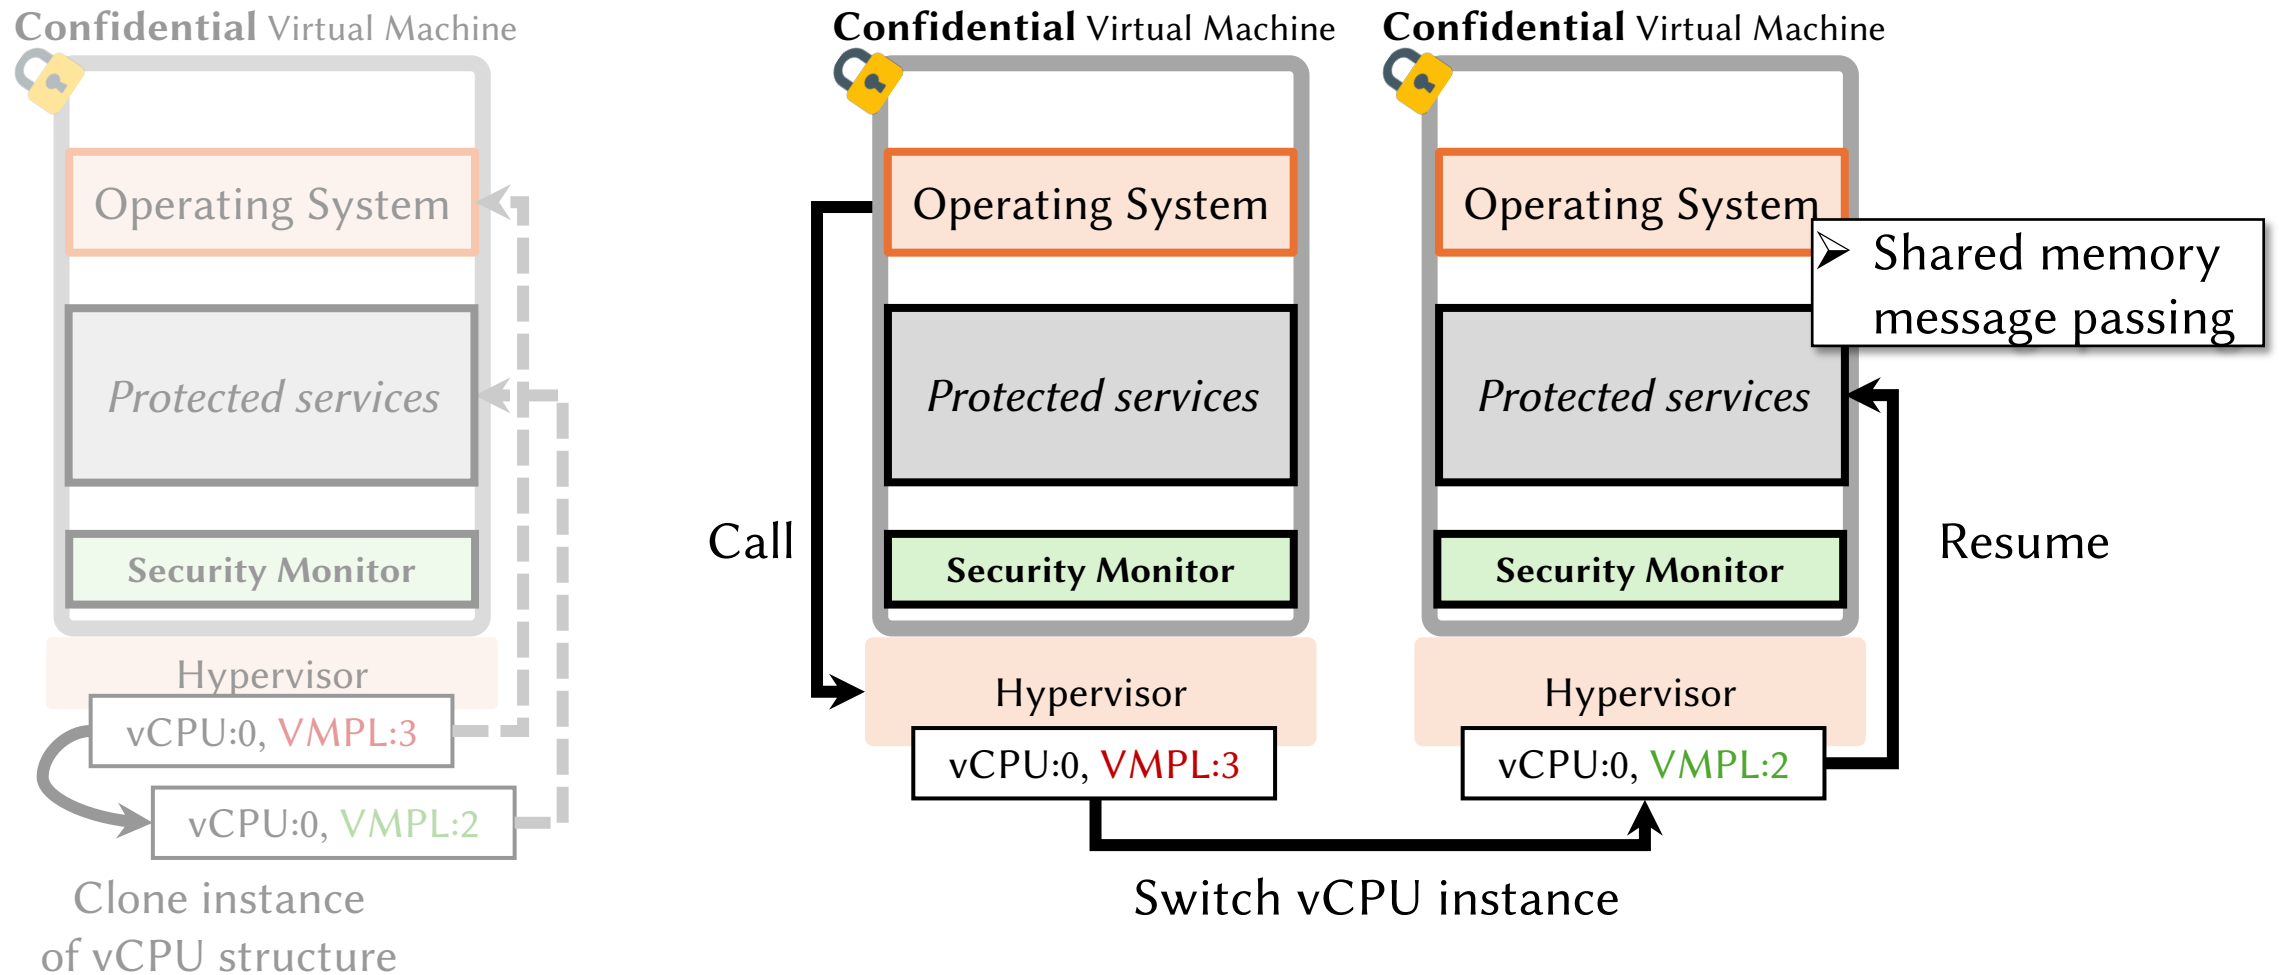 Confidential Virtual Machine
Operating System
Protected services
Security Monitor
Hypervisor
vCPU:0, VMPL:3
vCPU:0, VMPL:2
Clone instance
of vCPU structure
Confidential Virtual Machine
Operating System
Protected services
Security Monitor
Call
Hypervisor
vCPU:0, VMPL:3
Switch vCPU instance
Confidential Virtual Machine
Operating System
➢ Shared memory
message passing
Protected services
Security Monitor
Resume
Hypervisor
vCPU:0, VMPL:2